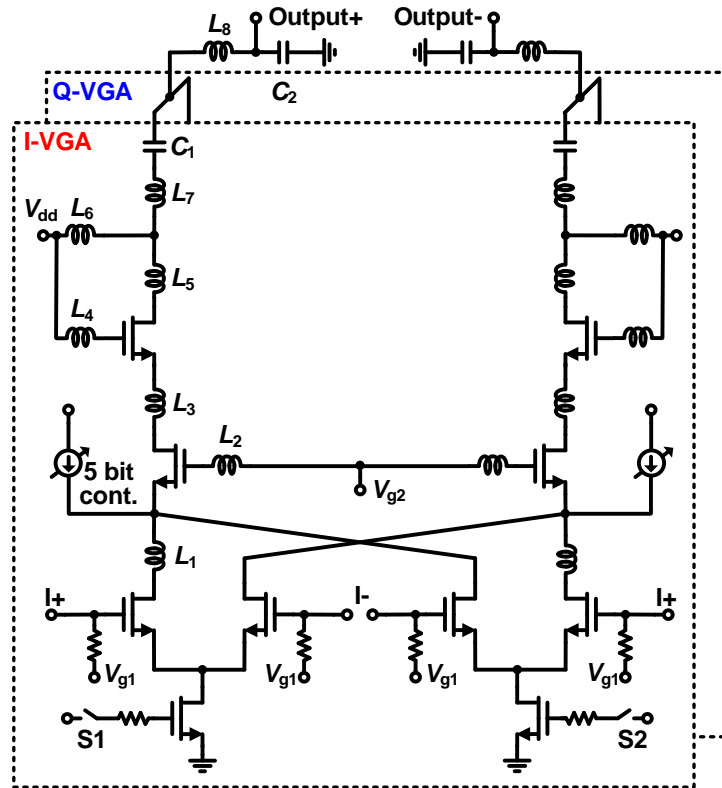 L8 Output+ Output-
Q-VGA C2
I-VGA
C1
L7
Vdd L6
L5
L4
L3
L2
5 bit
cont.
Vg2
L1
I+ I- I+
Vg1 Vg1 Vg1 Vg1
S1 S2